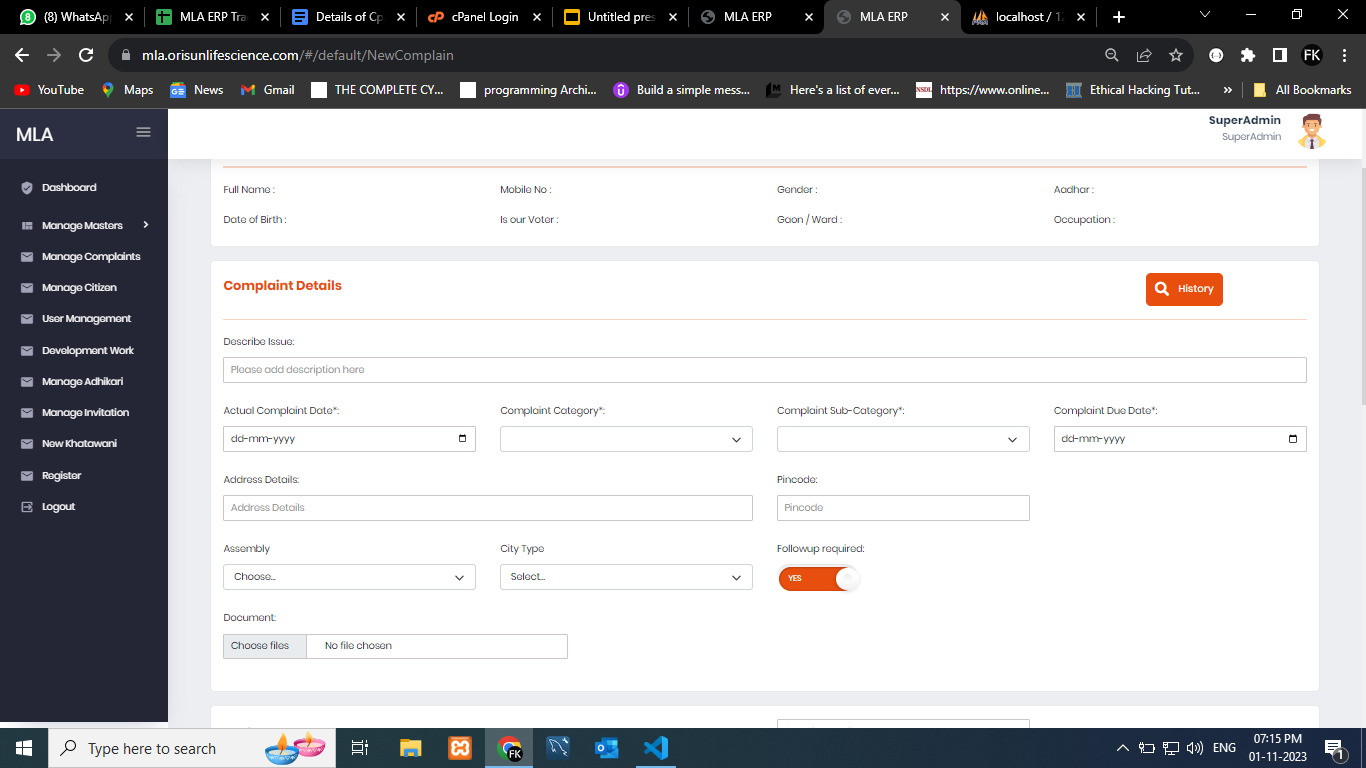 (8) WhatsApp
MLA ERP Tra
Details of Cp
cPanel Login
Untitled pres
MLA ERP
MLA ERP
localhost / 12
mla.orisunlifescience.com/#/default/NewComplain
FK
YouTube
Maps
News
Gmail
THE COMPLETE CY...
programming Archi...
Build a simple mess...
Here's a list of ever...
https://www.online...
Ethical Hacking Tut...
»
All Bookmarks
MLA
SuperAdmin
SuperAdmin
Dashboard
Manage Masters
Manage Complaints
Manage Citizen
User Management
Development Work
Manage Adhikari
Manage Invitation
New Khatawani
Register
Logout
Full Name :
Mobile No :
Gender :
Aadhar :
Date of Birth :
Is our Voter :
Gaon / Ward :
Occupation :
Complaint Details
History
Describe Issue:
Please add description here
Actual Complaint Date*:
Complaint Category*:
Complaint Sub-Category*:
Complaint Due Date*:
dd-mm-yyyy
dd-mm-yyyy
Address Details:
Pincode:
Address Details
Pincode
Assembly
City Type
Followup required:
Choose...
Select...
YES
Document:
Choose files
No file chosen
Type here to search
FK
ENG
07:15 PM
01-11-2023
1